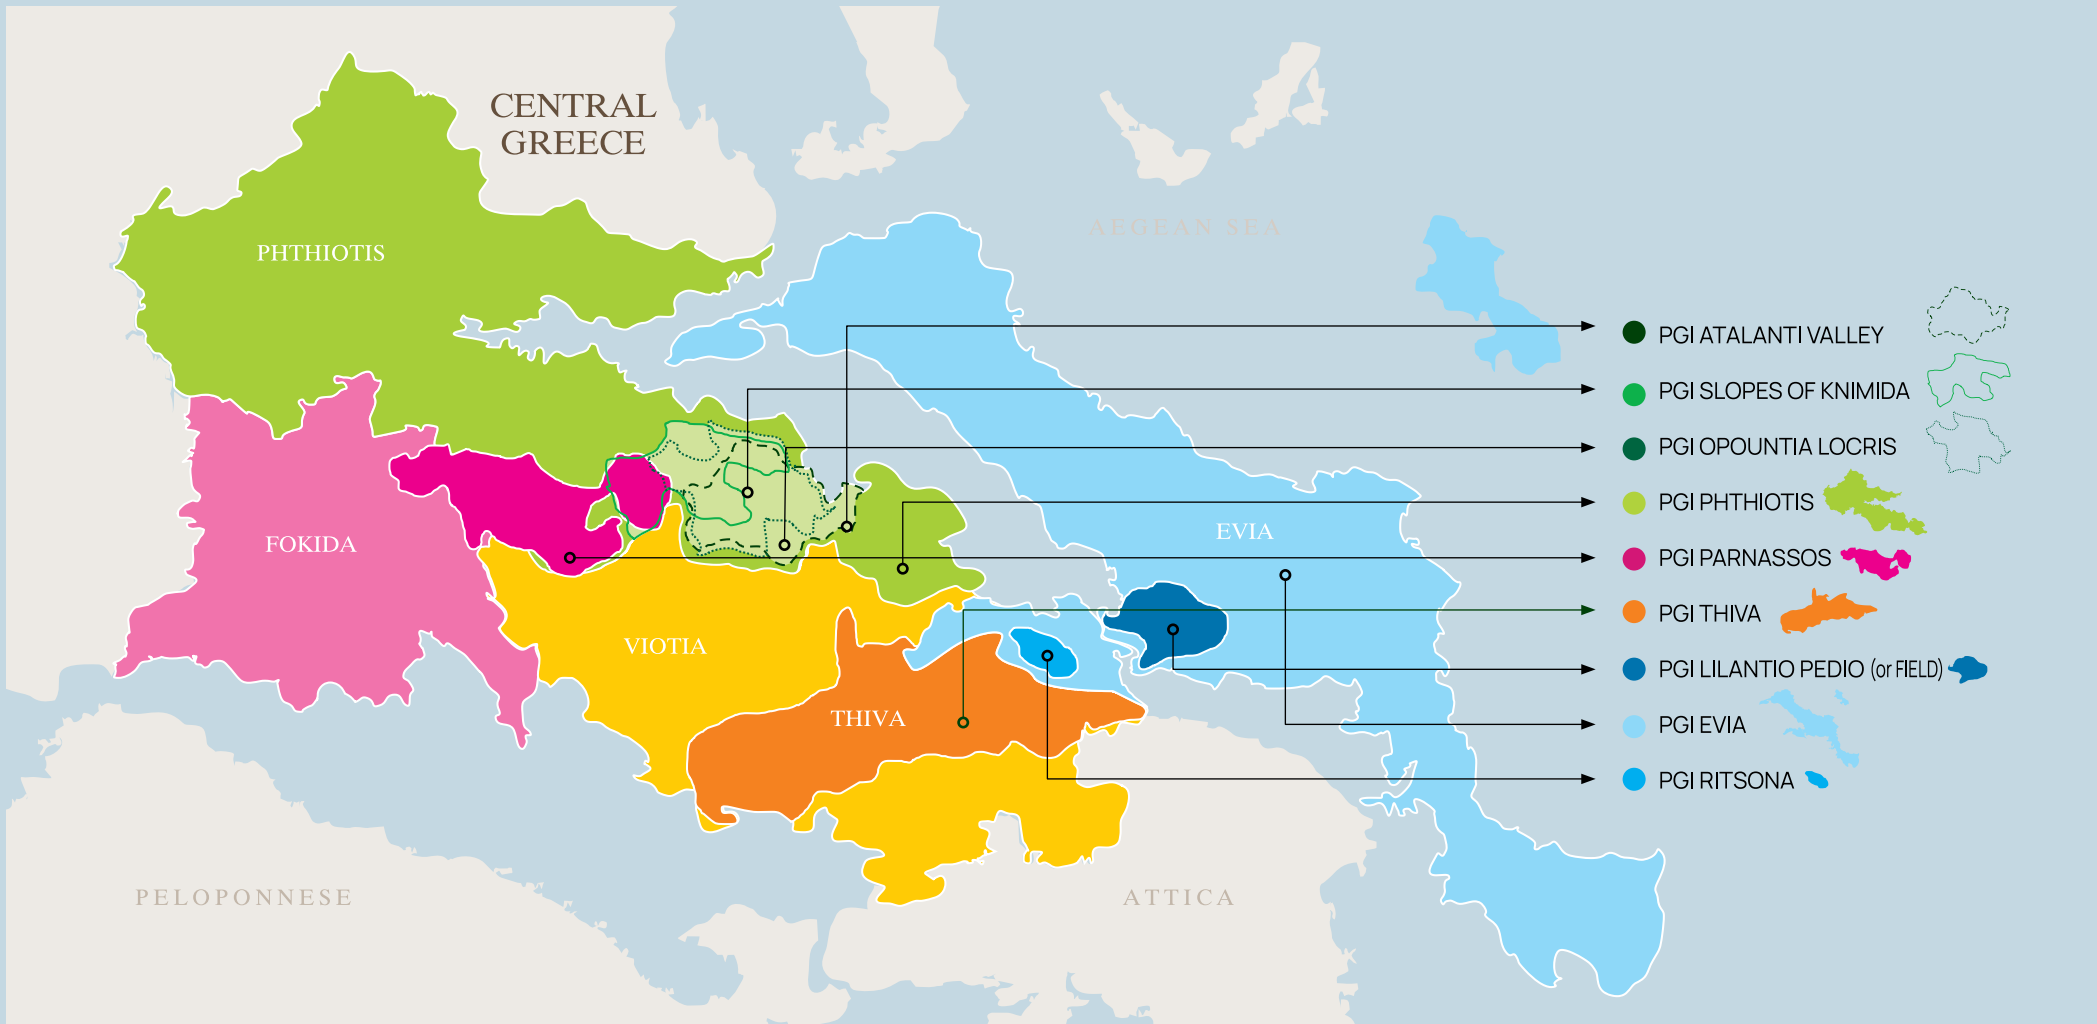 CENTRAL
GREECE
AEGEAN SEA
PHTHIOTIS
FOKIDA
VIOTIA
THIVA
EVIA
PELOPONNESE
ATTICA
PGI ATALANTI VALLEY
PGI SLOPES OF KNIMIDA
PGI OPOUNTIA LOCRIS
PGI PHTHIOTIS
PGI PARNASSOS
PGI THIVA
PGI LILANTIO PEDIO (or FIELD)
PGI EVIA
PGI RITSONA